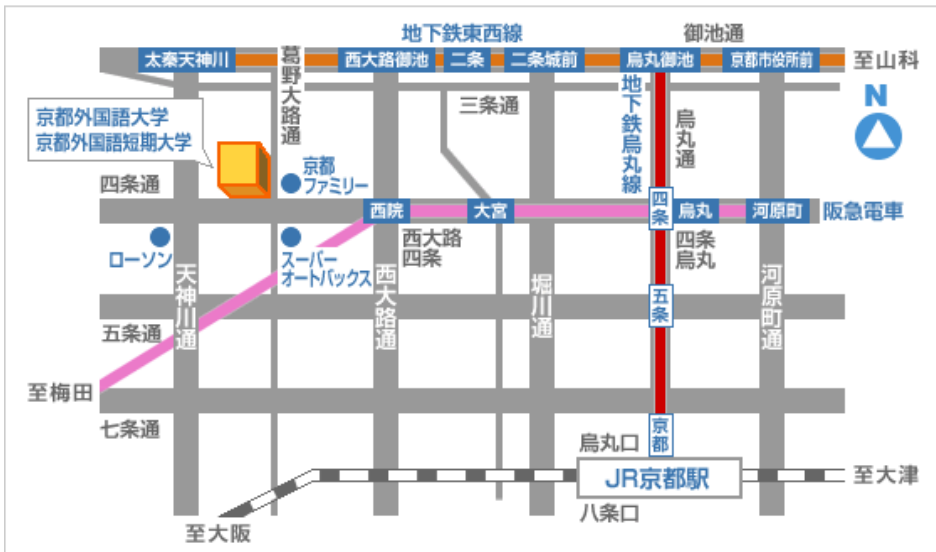 地下鉄東西線
御池通
太秦天神川
葛野大路通
西大路御池
二条
二条城前
烏丸御池
京都市役所前
至山科
N
京都外国語大学
京都外国語短期大学
三条通
地下鉄烏丸線
烏丸通
京都
ファミリー
四条通
西院
大宮
四条
烏丸
河原町
阪急電車
ローソン
スーパー
オートバックス
西大路
四条
四条
烏丸
天神川通
西大路通
堀川通
五条
河原町通
五条通
至梅田
七条通
京都
烏丸口
JR京都駅
至大津
八条口
至大阪